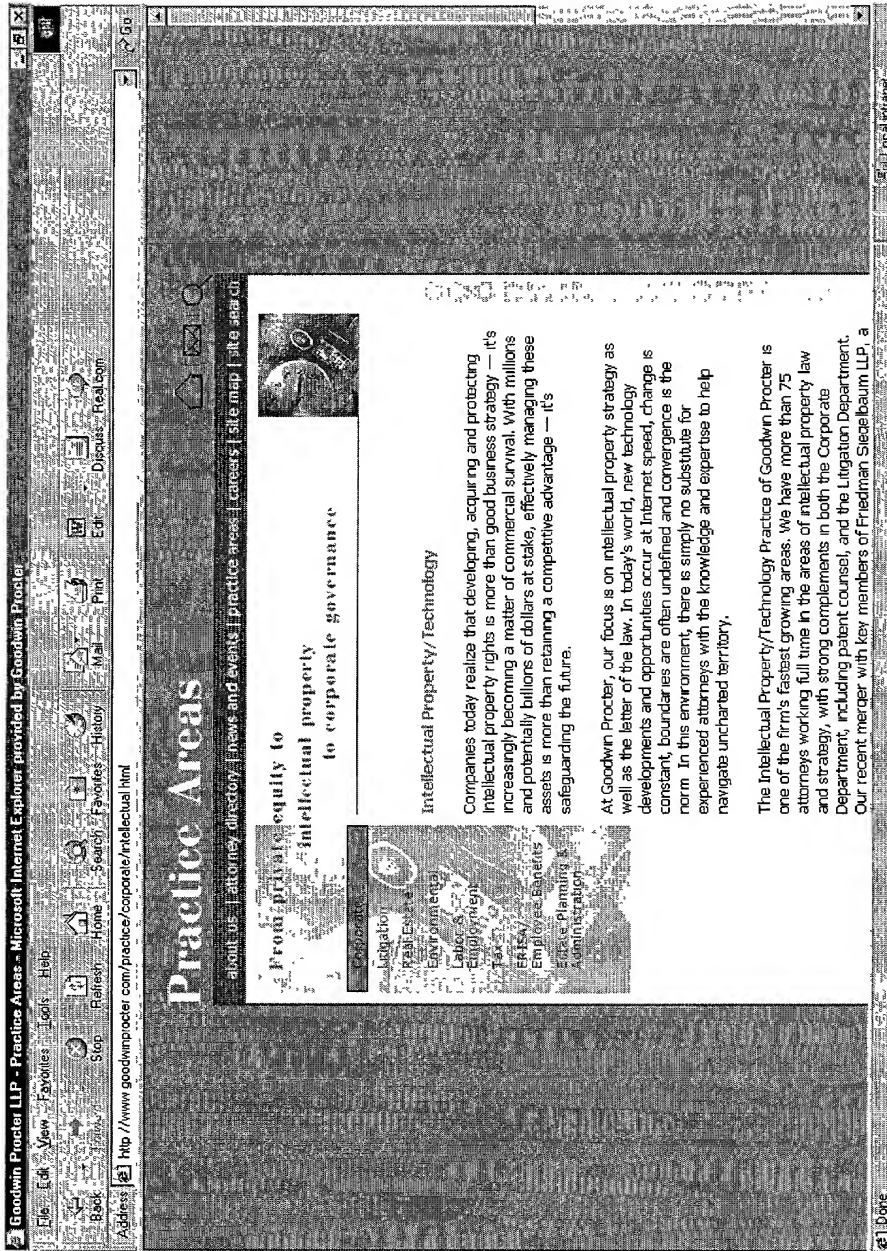 Goodwin Procter LLP - Practice Areas - Microsoft Internet Explorer provided by Goodwin Procter
File Edit View Favorites Tools Help
Back Stop Refresh Home Search Favorites History Mail Print Edit Discuss Real.com
Address http://www.goodwinprocter.com/practice/corporate/intellectual.html Go
Practice Areas
about us | attorney directory | news and events | practice areas | careers | site map | site search
From private equity to
intellectual property
to corporate governance
Corporate
Litigation
Real Estate
Environmental
Labor &
Employment
Tax
ERISA/
Employee Benefits
Estate Planning &
Administration
Intellectual Property/Technology
Companies today realize that developing, acquiring and protecting
intellectual property rights is more than good business strategy — it's
increasingly becoming a matter of commercial survival. With millions
and potentially billions of dollars at stake, effectively managing these
assets is more than retaining a competitive advantage — it's
safeguarding the future.
At Goodwin Procter, our focus is on intellectual property strategy as
well as the letter of the law. In today's world, new technology
developments and opportunities occur at Internet speed, change is
constant, boundaries are often undefined and convergence is the
norm. In this environment, there is simply no substitute for
experienced attorneys with the knowledge and expertise to help
navigate uncharted territory.
The Intellectual Property/Technology Practice of Goodwin Procter is
one of the firm's fastest growing areas. We have more than 75
attorneys working full time in the areas of intellectual property law
and strategy, with strong complements in both the Corporate
Department, including patent counsel, and the Litigation Department.
Our recent merger with key members of Friedman Siegelbaum LLP, a
Done Local intranet